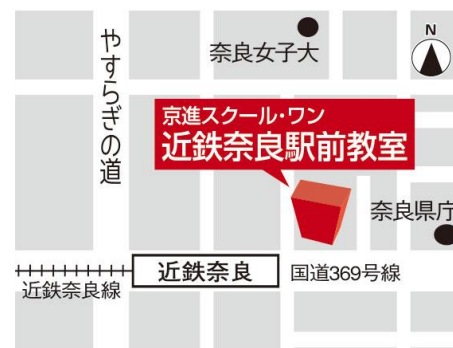 N
奈良女子大
やすらぎの道
京進スクール・ワン
近鉄奈良駅前教室
奈良県庁
近鉄奈良
国道369号線
近鉄奈良線